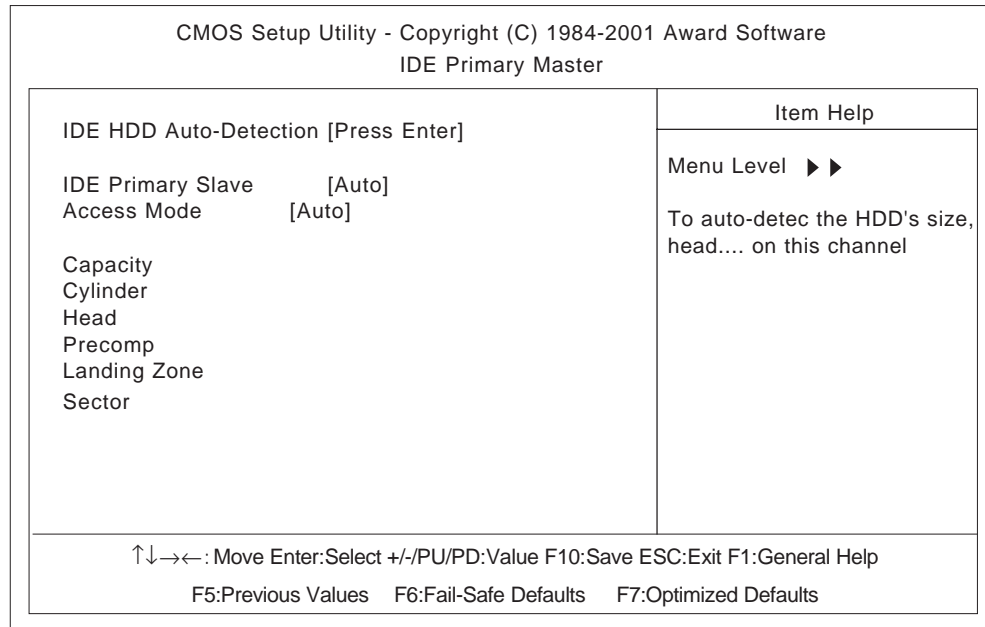 CMOS Setup Utility - Copyright (C) 1984-2001 Award Software
IDE Primary Master
IDE HDD Auto-Detection [Press Enter]
IDE Primary Slave [Auto]
Access Mode [Auto]
Capacity
Cylinder
Head
Precomp
Landing Zone
Sector
Item Help
Menu Level ▶ ▶
To auto-detec the HDD's size,
head.... on this channel
↑↓→←: Move Enter:Select +/-/PU/PD:Value F10:Save ESC:Exit F1:General Help
F5:Previous Values F6:Fail-Safe Defaults F7:Optimized Defaults